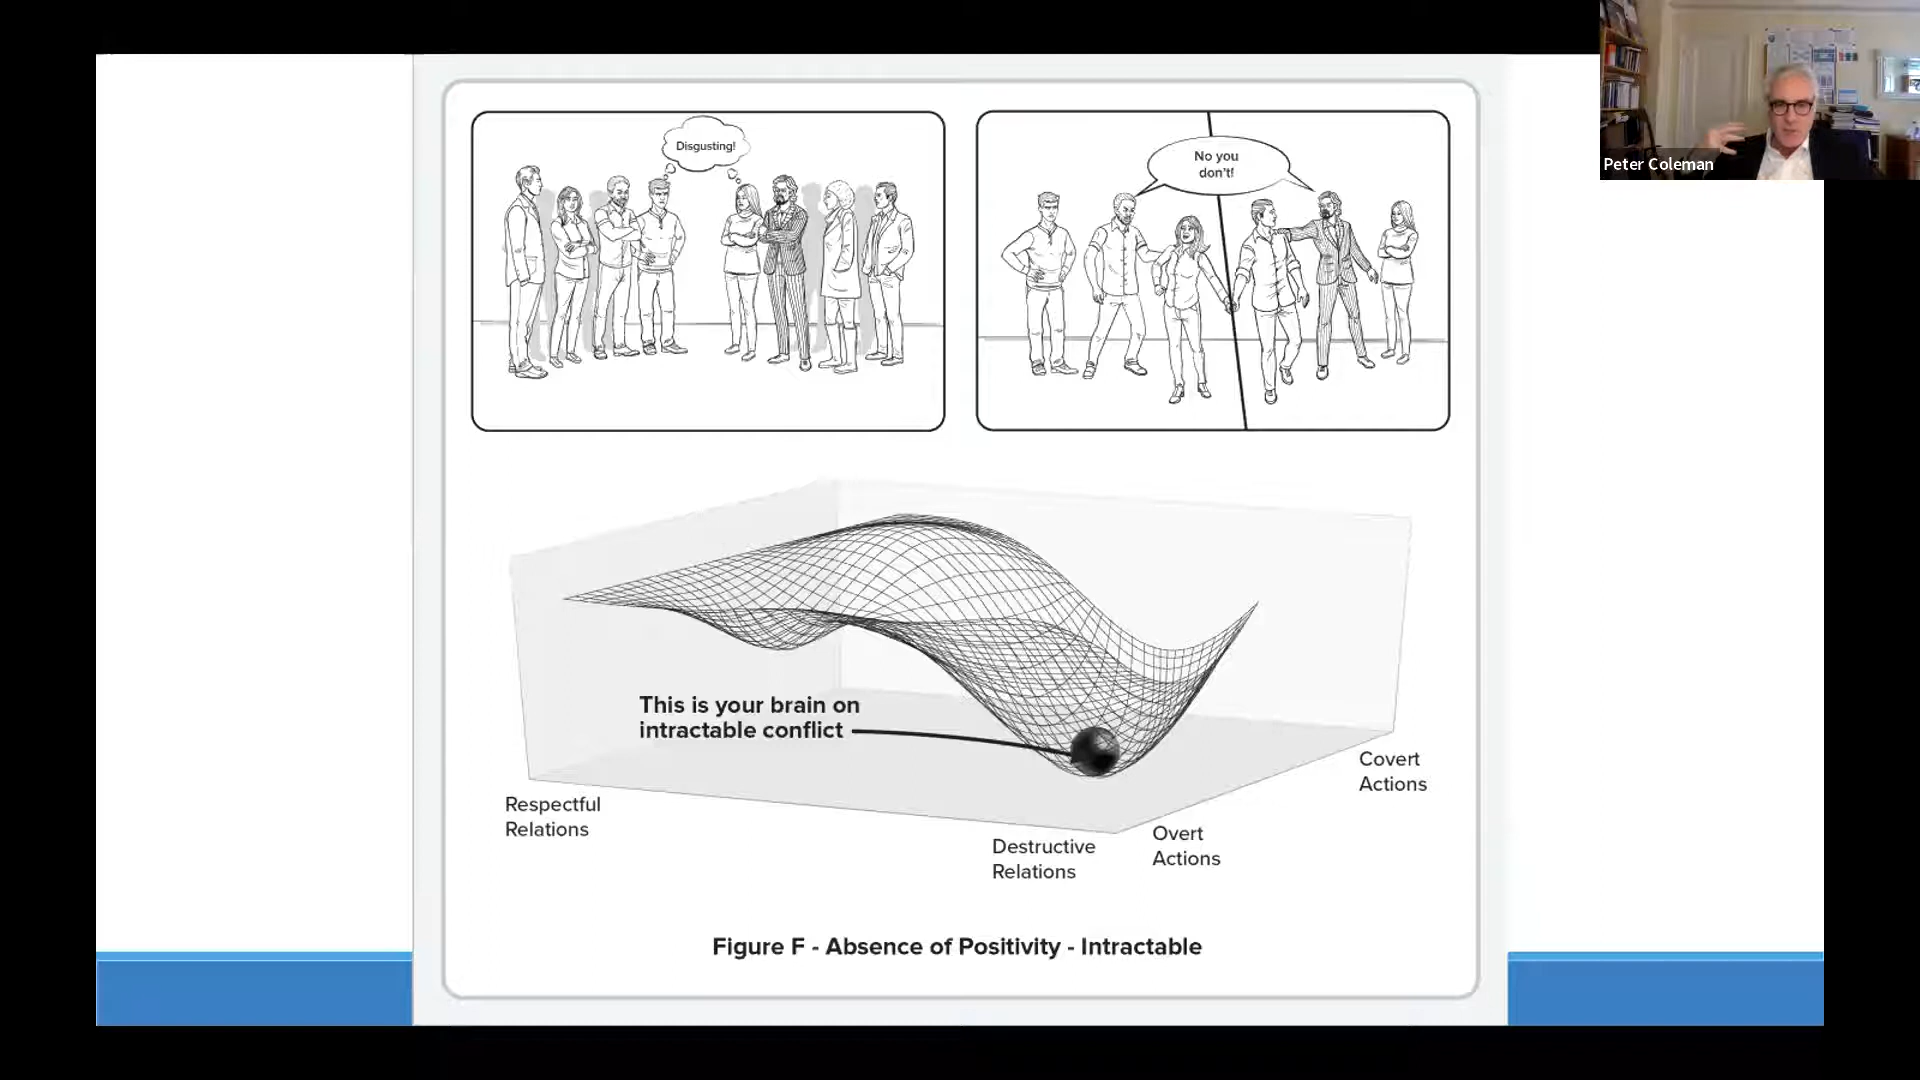 Peter Coleman
Disgusting!
No you
don't!
This is your brain on
intractable conflict
Respectful
Relations
Destructive
Relations
Overt
Actions
Covert
Actions
Figure F - Absence of Positivity - Intractable